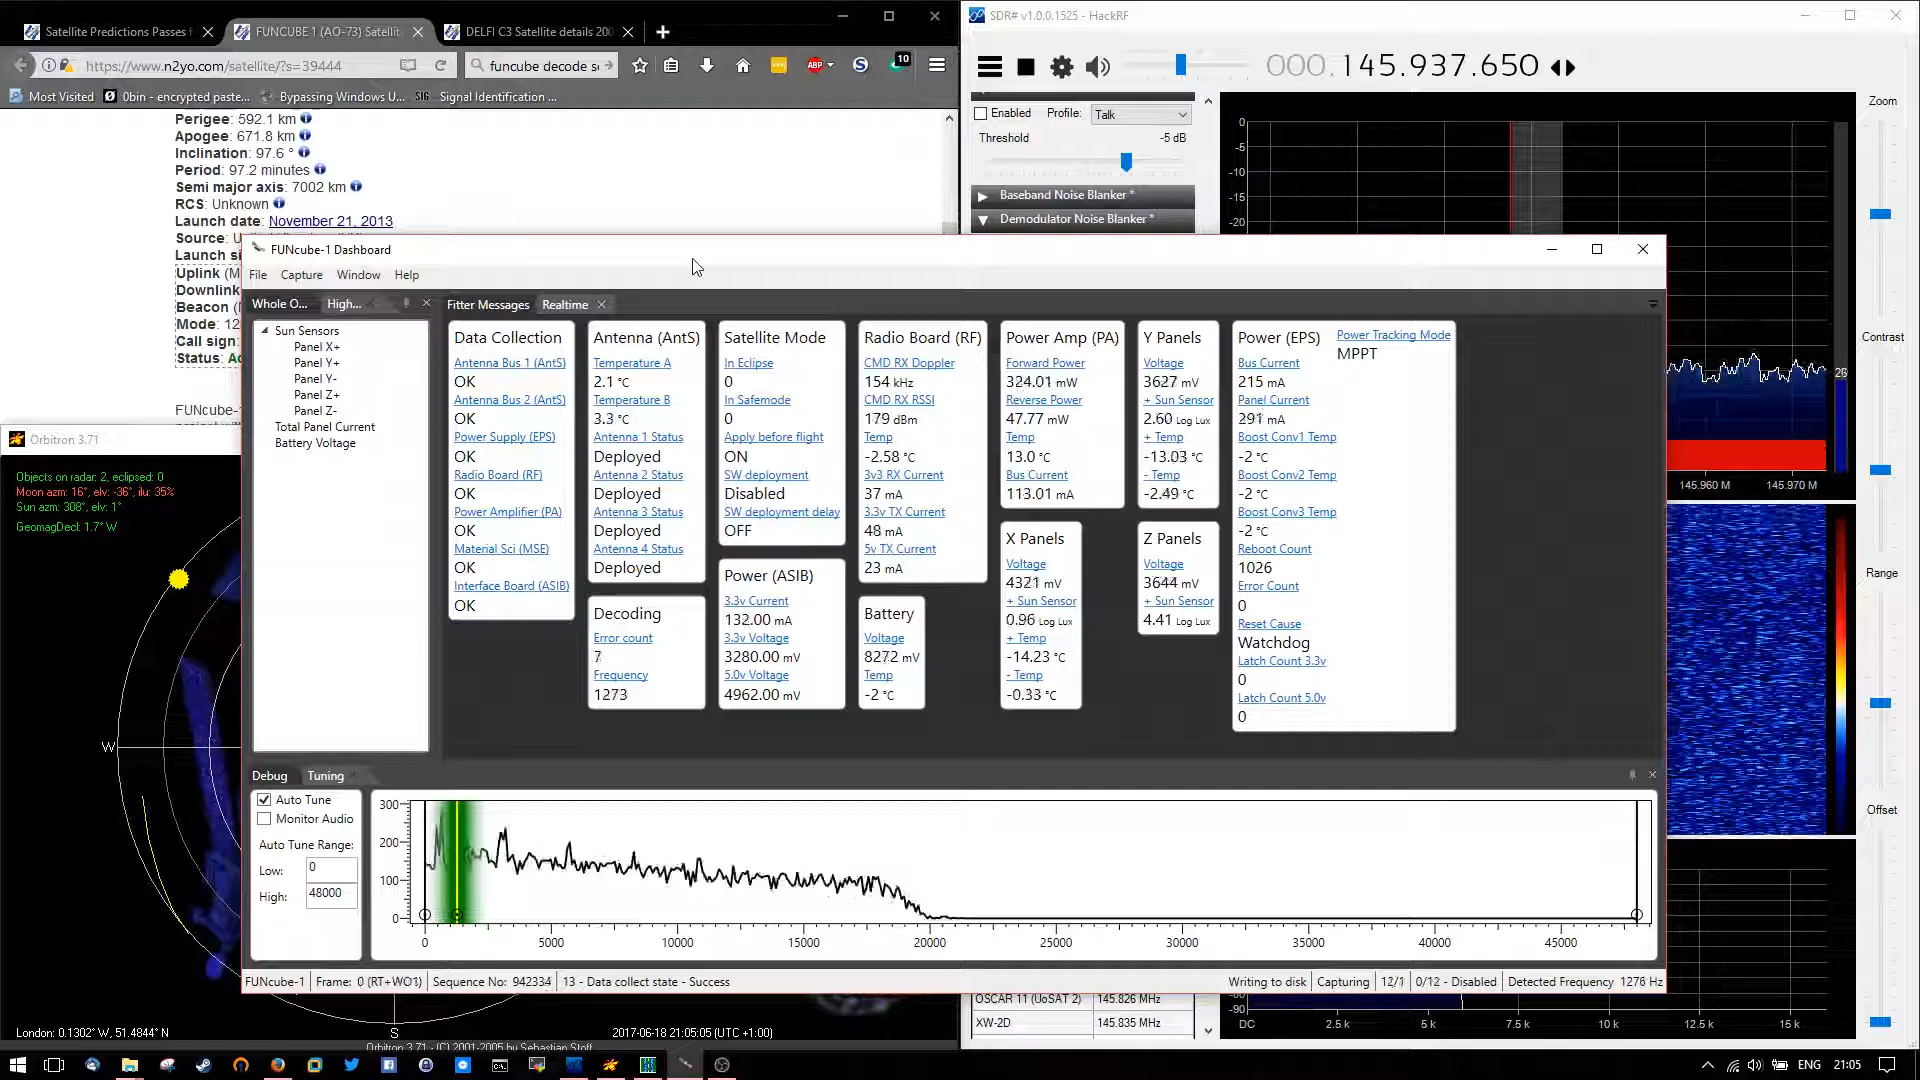 Satellite Predictions Passes f
FUNCUBE 1 (AO-73) Satellit
DELFI C3 Satellite details 200
https://www.n2yo.com/satellite/?s=39444
funcube decode so
10
Most Visited
0bin - encrypted paste...
Bypassing Windows U...
Signal Identification ...
Perigee: 592.1 km
Apogee: 671.8 km
Inclination: 97.6 °
Period: 97.2 minutes
Semi major axis: 7002 km
RCS: Unknown
Launch date: November 21, 2013
Source: U
Launch si
Uplink (M
Downlink
Beacon (
Mode: 12
Call sign:
Status: A
FUNcube-
SDR# v1.0.0.1525 - HackRF
000.145.937.650
Enabled
Profile:
Talk
Threshold
-5 dB
Baseband Noise Blanker *
Demodulator Noise Blanker *
0
-5
-10
-15
-20
Zoom
Contrast
Range
Offset
145.960 M
145.970 M
FUNcube-1 Dashboard
File
Capture
Window
Help
Whole O...
High...
Fitter Messages
Realtime
Sun Sensors
Panel X+
Panel Y+
Panel Y-
Panel Z+
Panel Z-
Total Panel Current
Battery Voltage
Data Collection
Antenna Bus 1 (AntS)
OK
Antenna Bus 2 (AntS)
OK
Power Supply (EPS)
OK
Radio Board (RF)
OK
Power Amplifier (PA)
OK
Material Sci (MSE)
OK
Interface Board (ASIB)
OK
Antenna (AntS)
Temperature A
2.1 °C
Temperature B
3.3 °C
Antenna 1 Status
Deployed
Antenna 2 Status
Deployed
Antenna 3 Status
Deployed
Antenna 4 Status
Deployed
Decoding
Error count
7
Frequency
1273
Satellite Mode
In Eclipse
0
In Safemode
0
Apply before flight
ON
SW deployment
Disabled
SW deployment delay
OFF
Power (ASIB)
3.3v Current
132.00 mA
3.3v Voltage
3280.00 mV
5.0v Voltage
4962.00 mV
Radio Board (RF)
CMD RX Doppler
154 kHz
CMD RX RSSI
179 dBm
Temp
-2.58 °C
3v3 RX Current
37 mA
3.3v TX Current
48 mA
5v TX Current
23 mA
Battery
Voltage
8272 mV
Temp
-2 °C
Power Amp (PA)
Forward Power
324.01 mW
Reverse Power
47.77 mW
Temp
13.0 °C
Bus Current
113.01 mA
X Panels
Voltage
4321 mV
+ Sun Sensor
0.96 Log Lux
+ Temp
-14.23 °C
- Temp
-0.33 °C
Y Panels
Voltage
3627 mV
+ Sun Sensor
2.60 Log Lux
+ Temp
-13.03 °C
- Temp
-2.49 °C
Z Panels
Voltage
3644 mV
+ Sun Sensor
4.41 Log Lux
Power (EPS)
Bus Current
215 mA
Panel Current
291 mA
Boost Conv1 Temp
-2 °C
Boost Conv2 Temp
-2 °C
Boost Conv3 Temp
-2 °C
Reboot Count
1026
Error Count
0
Reset Cause
Watchdog
Latch Count 3.3v
0
Latch Count 5.0v
0
Power Tracking Mode
MPPT
Debug
Tuning
Auto Tune
Monitor Audio
Auto Tune Range:
Low:
0
High:
48000
300
200
100
0
0
5000
10000
15000
20000
25000
30000
35000
40000
45000
FUNcube-1
Frame: 0 (RT+WO1)
Sequence No: 942334
13 - Data collect state - Success
Writing to disk
Capturing
12/1
0/12 - Disabled
Detected Frequency
1276 Hz
Orbitron 3.71
Objects on radar: 2, eclipsed: 0
Moon azm: 16°, elv: -36°, ilu: 35%
Sun azm: 308°, elv: 1°
GeomagDecl: 1.7° W
W
S
London: 0.1302° W, 51.4844° N
2017-06-18 21:05:05 (UTC +1:00)
Orbitron 3.71 - (C) 2001-2005 by Sebastian Stoff
OSCAR 11 (UoSAT 2)
145.826 MHz
XW-2D
145.835 MHz
-90
DC
2.5 k
5 k
7.5 k
10 k
15 k
ENG
21:05